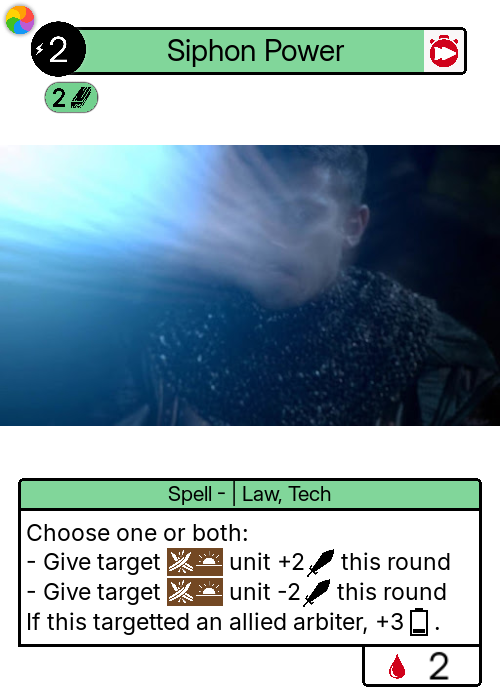 2
Siphon Power
2
Spell - | Law, Tech
Choose one or both:
- Give target unit +2 this round
- Give target unit -2 this round
If this targetted an allied arbiter, +3 .
2